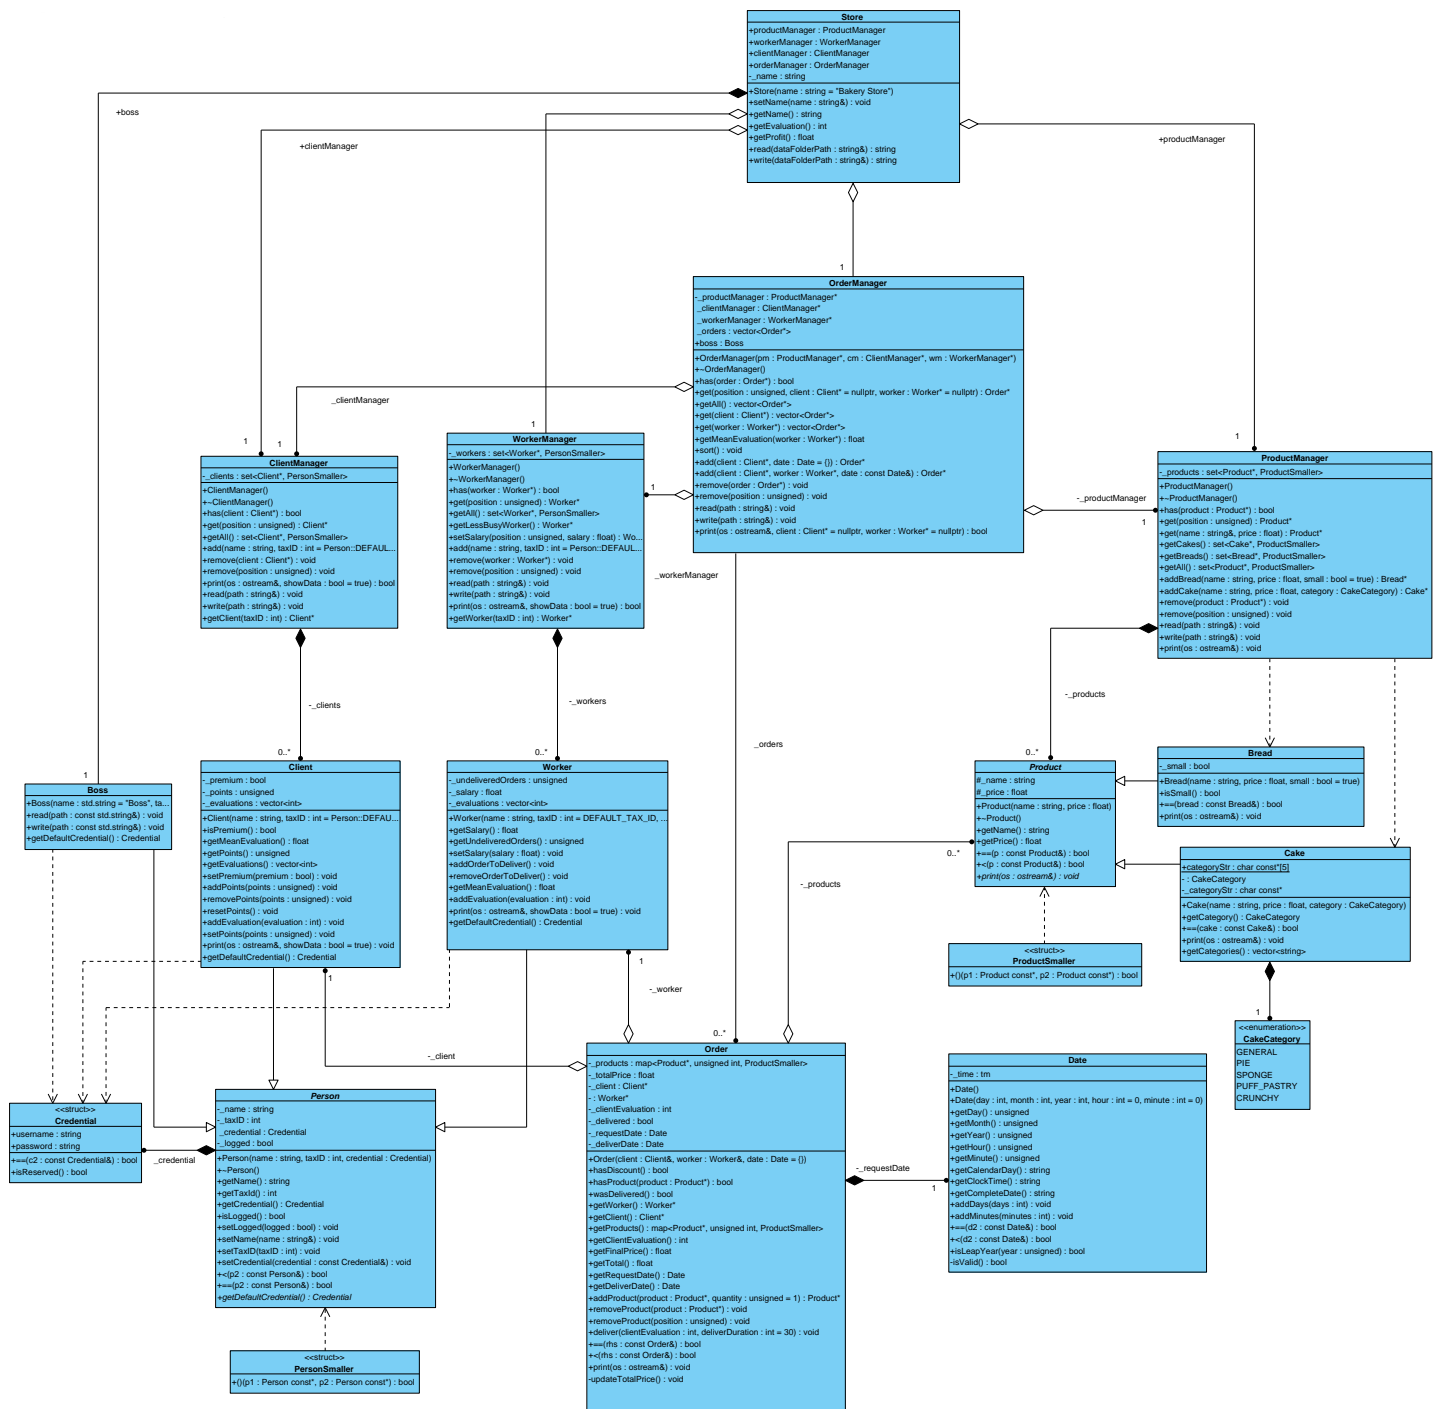 Store
+productManager : ProductManager
+workerManager : WorkerManager
+clientManager : ClientManager
+orderManager : OrderManager
-_name : string
+Store(name : string = "Bakery Store")
+setName(name : string&) : void
+getName() : string
+getEvaluation() : int
+getProfit() : float
+read(dataFolderPath : string&) : string
+write(dataFolderPath : string&) : string
+boss
+clientManager
+productManager
1
OrderManager
-_productManager : ProductManager*
_clientManager : ClientManager*
_workerManager : WorkerManager*
_orders : vector<Order*>
+boss : Boss
+OrderManager(pm : ProductManager*, cm : ClientManager*, wm : WorkerManager*)
+~OrderManager()
+has(order : Order*) : bool
+get(position : unsigned, client : Client* = nullptr, worker : Worker* = nullptr) : Order*
+getAll() : vector<Order*>
+get(client : Client*) : vector<Order*>
+get(worker : Worker*) : vector<Order*>
+getMeanEvaluation(worker : Worker*) : float
+sort() : void
+add(client : Client*, date : Date = {}) : Order*
+add(client : Client*, worker : Worker*, date : const Date&) : Order*
+remove(order : Order*) : void
+remove(position : unsigned) : void
+read(path : string&) : void
+write(path : string&) : void
+print(os : ostream&, client : Client* = nullptr, worker : Worker* = nullptr) : bool
_clientManager
1
1
1
1
ClientManager
-_clients : set<Client*, PersonSmaller>
+ClientManager()
+~ClientManager()
+has(client : Client*) : bool
+get(position : unsigned) : Client*
+getAll() : set<Client*, PersonSmaller>
+add(name : string, taxID : int = Person::DEFAUL...
+remove(client : Client*) : void
+remove(position : unsigned) : void
+print(os : ostream&, showData : bool = true) : bool
+read(path : string&) : void
+write(path : string&) : void
+getClient(taxID : int) : Client*
WorkerManager
-_workers : set<Worker*, PersonSmaller>
+WorkerManager()
+~WorkerManager()
+has(worker : Worker*) : bool
+get(position : unsigned) : Worker*
+getAll() : set<Worker*, PersonSmaller>
+getLessBusyWorker() : Worker*
+setSalary(position : unsigned, salary : float) : Wo...
+add(name : string, taxID : int = Person::DEFAUL...
+remove(worker : Worker*) : void
+remove(position : unsigned) : void
+read(path : string&) : void
+write(path : string&) : void
+print(os : ostream&, showData : bool = true) : bool
+getWorker(taxID : int) : Worker*
1
_workerManager
-_productManager
1
ProductManager
-_products : set<Product*, ProductSmaller>
+ProductManager()
+~ProductManager()
+has(product : Product*) : bool
+get(position : unsigned) : Product*
+get(name : string&, price : float) : Product*
+getCakes() : set<Cake*, ProductSmaller>
+getBreads() : set<Bread*, ProductSmaller>
+getAll() : set<Product*, ProductSmaller>
+addBread(name : string, price : float, small : bool = true) : Bread*
+addCake(name : string, price : float, category : CakeCategory) : Cake*
+remove(product : Product*) : void
+remove(position : unsigned) : void
+read(path : string&) : void
+write(path : string&) : void
+print(os : ostream&) : void
-_clients
-_workers
-_products
_orders
0..*
0..*
0..*
1
Boss
+Boss(name : std.string = "Boss", ta...
+read(path : const std.string&) : void
+write(path : const std.string&) : void
+getDefaultCredential() : Credential
Client
-_premium : bool
-_points : unsigned
-_evaluations : vector<int>
+Client(name : string, taxID : int = Person::DEFAU...
+isPremium() : bool
+getMeanEvaluation() : float
+getPoints() : unsigned
+getEvaluations() : vector<int>
+setPremium(premium : bool) : void
+addPoints(points : unsigned) : void
+removePoints(points : unsigned) : void
+resetPoints() : void
+addEvaluation(evaluation : int) : void
+setPoints(points : unsigned) : void
+print(os : ostream&, showData : bool = true) : void
+getDefaultCredential() : Credential
Worker
-_undeliveredOrders : unsigned
-_salary : float
-_evaluations : vector<int>
+Worker(name : string, taxID : int = DEFAULT_TAX_ID, ...
+getSalary() : float
+getUndeliveredOrders() : unsigned
+setSalary(salary : float) : void
+addOrderToDeliver() : void
+removeOrderToDeliver() : void
+getMeanEvaluation() : float
+addEvaluation(evaluation : int) : void
+print(os : ostream&, showData : bool = true) : void
+getDefaultCredential() : Credential
Product
#_name : string
#_price : float
+Product(name : string, price : float)
+~Product()
+getName() : string
+getPrice() : float
+==(p : const Product&) : bool
+<(p : const Product&) : bool
+print(os : ostream&) : void
Bread
-_small : bool
+Bread(name : string, price : float, small : bool = true)
+isSmall() : bool
+==(bread : const Bread&) : bool
+print(os : ostream&) : void
Cake
+categoryStr : char const*[5]
- : CakeCategory
-_categoryStr : char const*
+Cake(name : string, price : float, category : CakeCategory)
+getCategory() : CakeCategory
+==(cake : const Cake&) : bool
+print(os : ostream&) : void
+getCategories() : vector<string>
0..*
-_products
<<struct>>
ProductSmaller
+()(p1 : Product const*, p2 : Product const*) : bool
1
<<enumeration>>
CakeCategory
GENERAL
PIE
SPONGE
PUFF_PASTRY
CRUNCHY
1
1
-_worker
-_client
0..*
Order
-_products : map<Product*, unsigned int, ProductSmaller>
-_totalPrice : float
-_client : Client*
- : Worker*
-_clientEvaluation : int
-_delivered : bool
-_requestDate : Date
-_deliverDate : Date
+Order(client : Client&, worker : Worker&, date : Date = {})
+hasDiscount() : bool
+hasProduct(product : Product*) : bool
+wasDelivered() : bool
+getWorker() : Worker*
+getClient() : Client*
+getProducts() : map<Product*, unsigned int, ProductSmaller>
+getClientEvaluation() : int
+getFinalPrice() : float
+getTotal() : float
+getRequestDate() : Date
+getDeliverDate() : Date
+addProduct(product : Product*, quantity : unsigned = 1) : Product*
+removeProduct(product : Product*) : void
+removeProduct(position : unsigned) : void
+deliver(clientEvaluation : int, deliverDuration : int = 30) : void
+==(rhs : const Order&) : bool
+<(rhs : const Order&) : bool
+print(os : ostream&) : void
-updateTotalPrice() : void
-_requestDate
1
Date
-_time : tm
+Date()
+Date(day : int, month : int, year : int, hour : int = 0, minute : int = 0)
+getDay() : unsigned
+getMonth() : unsigned
+getYear() : unsigned
+getHour() : unsigned
+getMinute() : unsigned
+getCalendarDay() : string
+getClockTime() : string
+getCompleteDate() : string
+addDays(days : int) : void
+addMinutes(minutes : int) : void
+==(d2 : const Date&) : bool
+<(d2 : const Date&) : bool
+isLeapYear(year : unsigned) : bool
-isValid() : bool
<<struct>>
Credential
+username : string
+password : string
+==(c2 : const Credential&) : bool
+isReserved() : bool
_credential
Person
-_name : string
-_taxID : int
_credential : Credential
-_logged : bool
+Person(name : string, taxID : int, credential : Credential)
+~Person()
+getName() : string
+getTaxId() : int
+getCredential() : Credential
+isLogged() : bool
+setLogged(logged : bool) : void
+setName(name : string&) : void
+setTaxID(taxID : int) : void
+setCredential(credential : const Credential&) : void
+<(p2 : const Person&) : bool
+==(p2 : const Person&) : bool
+getDefaultCredential() : Credential
<<struct>>
PersonSmaller
+()(p1 : Person const*, p2 : Person const*) : bool